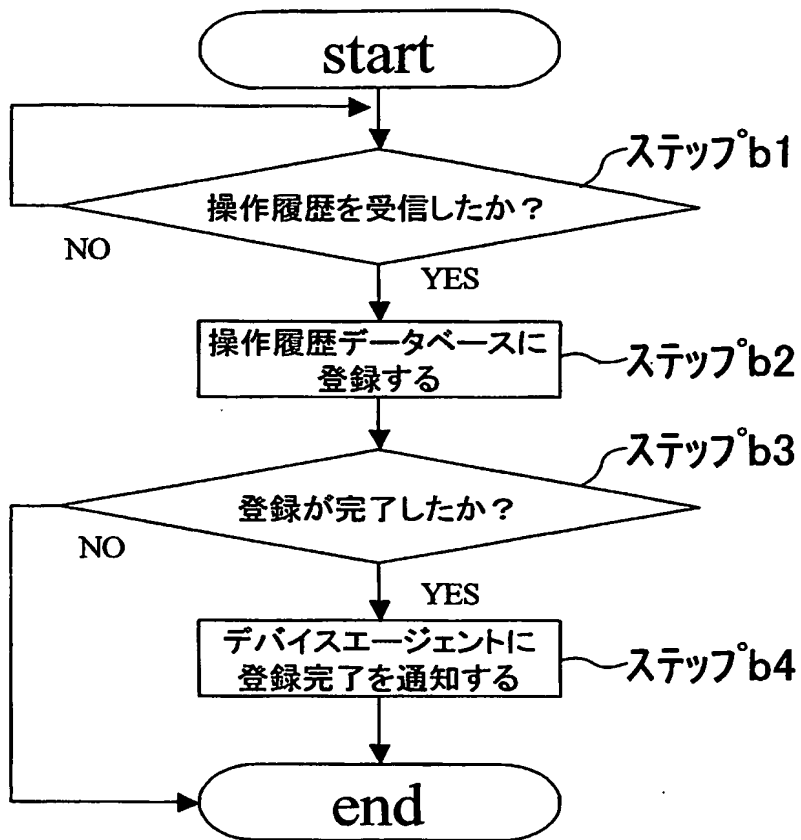 start
ステップb1
操作履歴を受信したか？
NO
YES
操作履歴データベースに
登録する
ステップb2
ステップb3
登録が完了したか？
NO
YES
デバイスエージェントに
登録完了を通知する
ステップb4
end